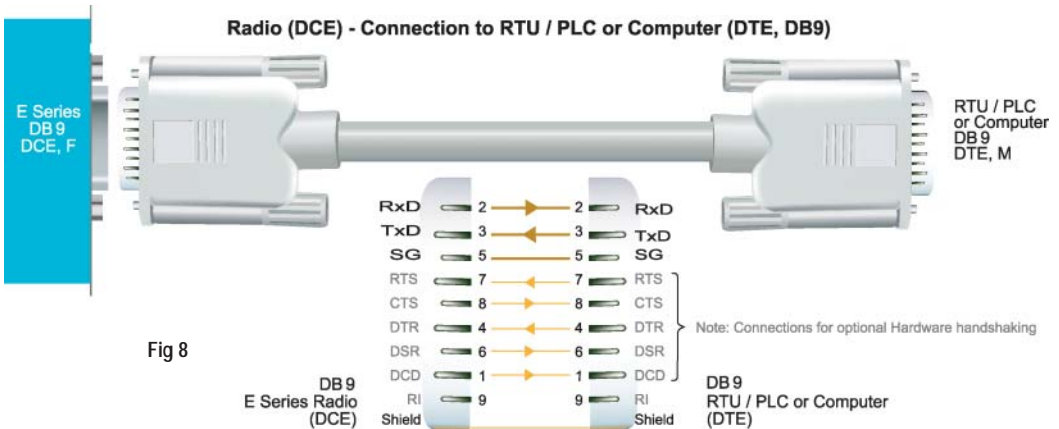 Radio (DCE) - Connection to RTU / PLC or Computer (DTE, DB9)
E Series
DB 9
DCE, F
RTU / PLC
or Computer
DB 9
DTE, M
RxD 2 2 RxD
TxD 3 3 TxD
SG 5 5 SG
RTS 7 7 RTS
CTS 8 8 CTS
DTR 4 4 DTR
DSR 6 6 DSR
DCD 1 1 DCD
RI 9 9 RI
Shield Shield
Note: Connections for optional Hardware handshaking
Fig 8
DB 9
E Series Radio
(DCE)
DB 9
RTU / PLC or Computer
(DTE)